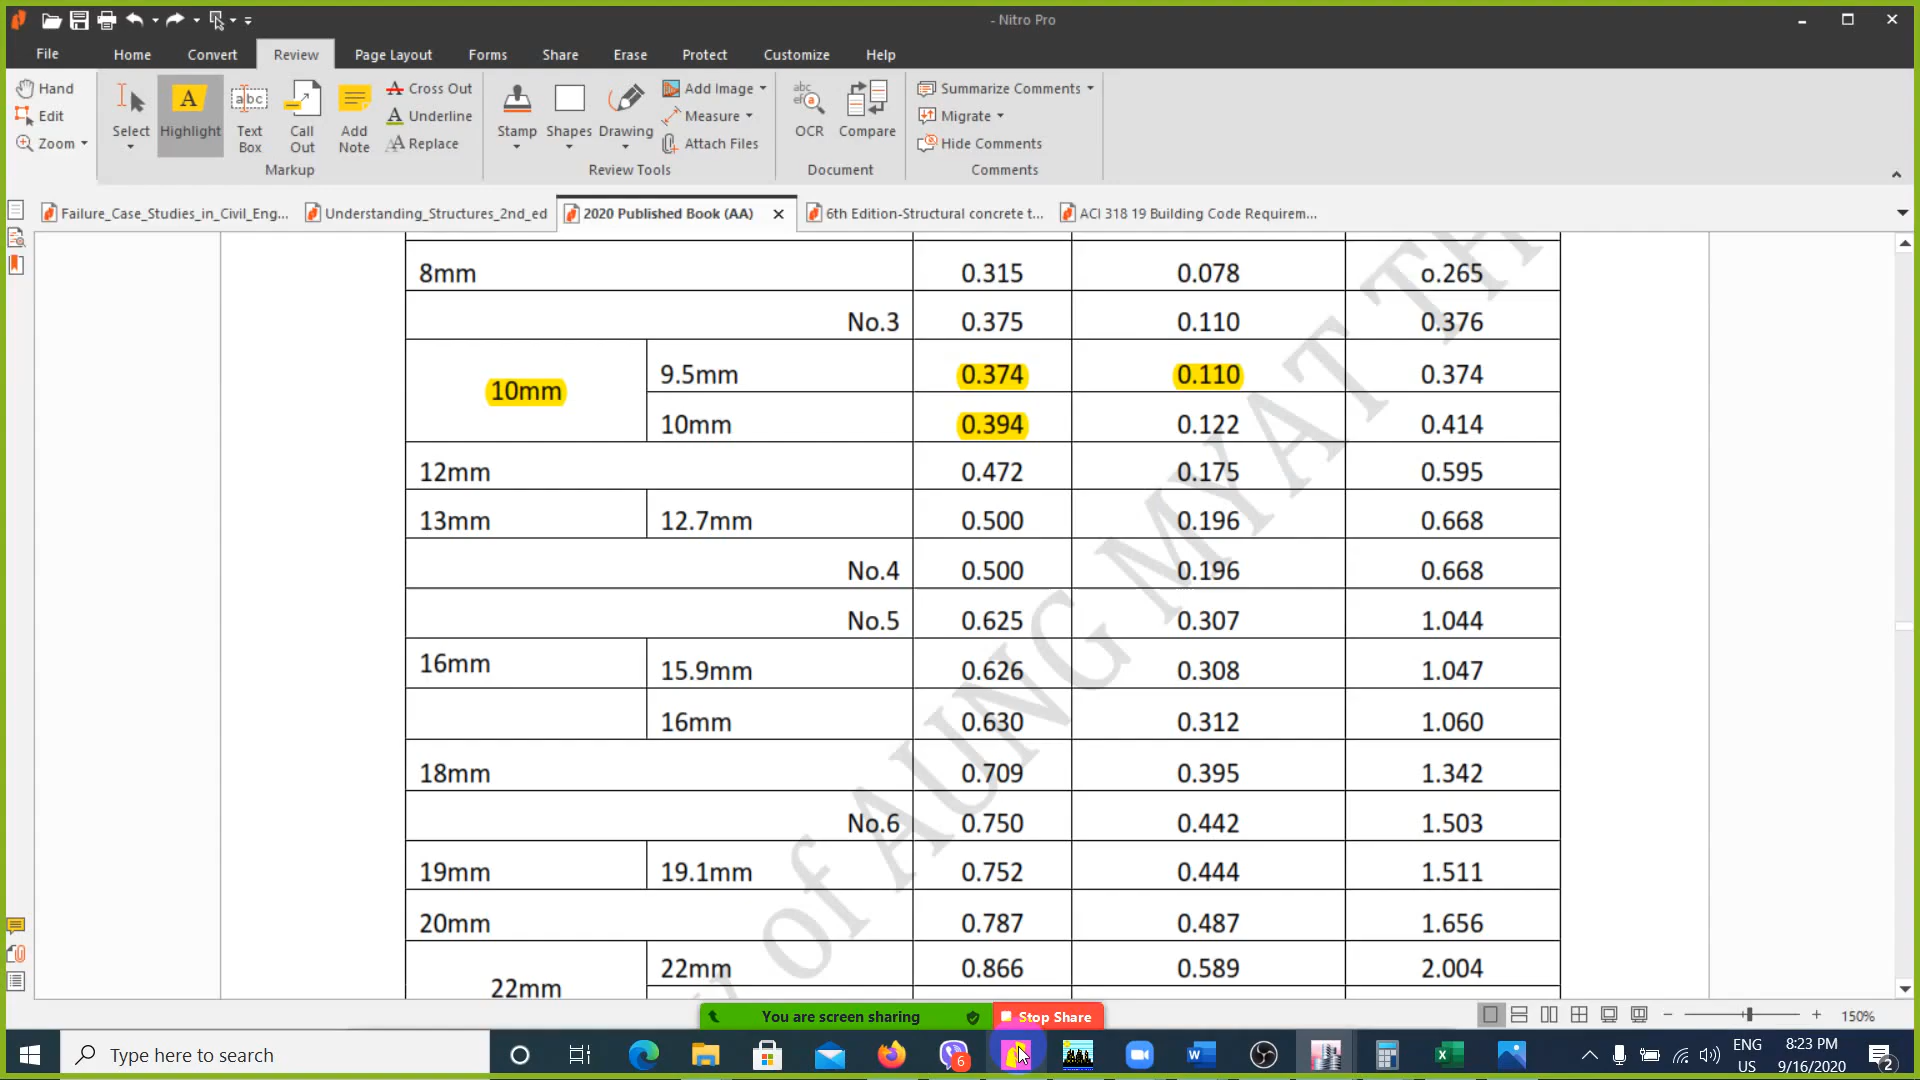 - Nitro Pro
File Home Convert Review Page Layout Forms Share Erase Protect Customize Help
Hand
Edit
Zoom
Select
Highlight
Text Box
Call Out
Add Note
Cross Out
Underline
Replace
Markup
Stamp
Shapes
Drawing
Add Image
Measure
Attach Files
Review Tools
OCR
Compare
Document
Summarize Comments
Migrate
Hide Comments
Comments
Failure_Case_Studies_in_Civil_Eng... Understanding_Structures_2nd_ed 2020 Published Book (AA) 6th Edition-Structural concrete t... ACI 318 19 Building Code Requirem...
8mm 0.315 0.078 o.265
No.3 0.375 0.110 0.376
10mm 9.5mm 0.374 0.110 0.374
10mm 0.394 0.122 0.414
12mm 0.472 0.175 0.595
13mm 12.7mm 0.500 0.196 0.668
No.4 0.500 0.196 0.668
No.5 0.625 0.307 1.044
16mm 15.9mm 0.626 0.308 1.047
16mm 0.630 0.312 1.060
18mm 0.709 0.395 1.342
No.6 0.750 0.442 1.503
19mm 19.1mm 0.752 0.444 1.511
20mm 0.787 0.487 1.656
22mm 22mm 0.866 0.589 2.004
of AUNG MYAT TH
You are screen sharing Stop Share
150%
Type here to search
6
ENG
US
8:23 PM
9/16/2020
2